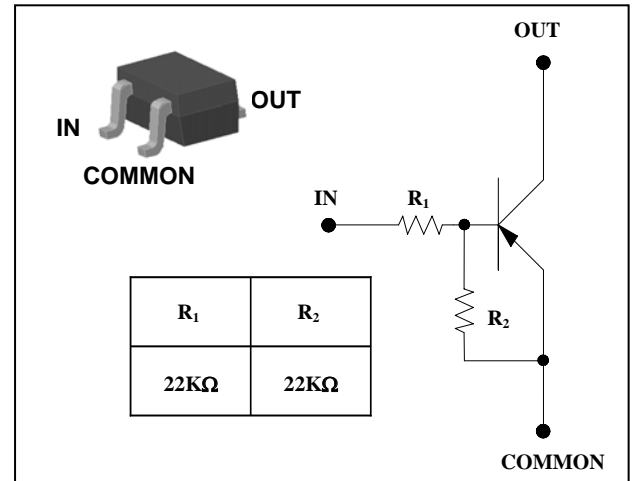 OUT
OUT
IN
COMMON
IN
R₁
R₂
R₁ R₂
22KΩ 22KΩ
COMMON